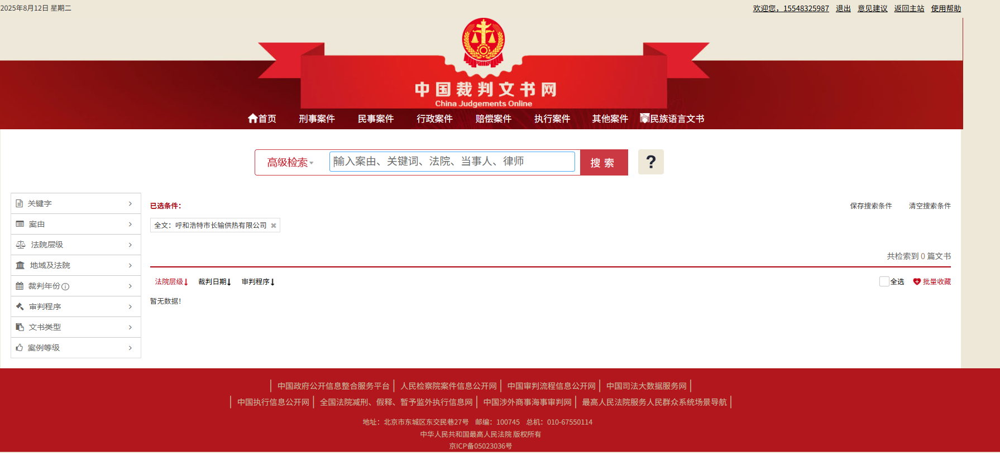 2025年8月12日 星期二
欢迎您，15548325987 退出 意见建议 返回主站 使用帮助
中国裁判文书网
China Judgements Online
首页 刑事案件 民事案件 行政案件 赔偿案件 执行案件 其他案件 民族语言文书
高级检索 输入案由、关键词、法院、当事人、律师 搜索 ?
关键字
案由
法院层级
地域及法院
裁判年份
审判程序
文书类型
案例等级
已选条件：
保存搜索条件 清空搜索条件
全文：呼和浩特市长输供热有限公司
共检索到 0 篇文书
法院层级 裁判日期 审判程序
全选 批量收藏
暂无数据！
中国政府公开信息整合服务平台 | 人民检察院案件信息公开网 | 中国审判流程信息公开网 | 中国司法大数据服务网
中国执行信息公开网 | 全国法院减刑、假释、暂予监外执行信息网 | 中国涉外商事海事审判网 | 最高人民法院服务人民群众系统场景导航
地址：北京市东城区东交民巷27号 邮编：100745 总机：010-67550114
中华人民共和国最高人民法院 版权所有
京ICP备05023036号